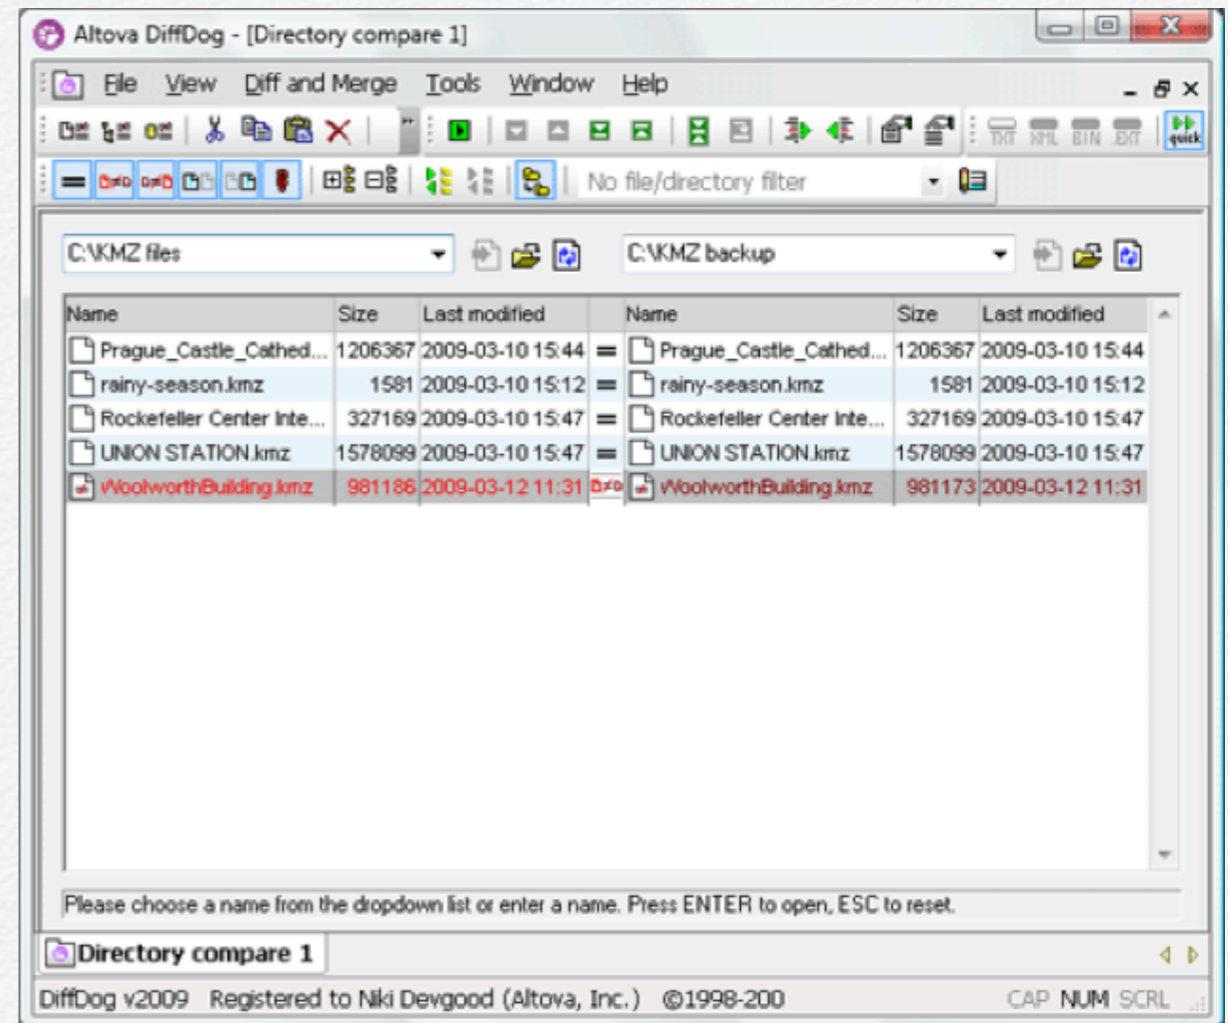 Altova DiffDog - [Directory compare 1]
File View Diff and Merge Tools Window Help
TXT XML BIN EXT quick
No file/directory filter
C:\KMZ files C:\KMZ backup
Name Size Last modified Name Size Last modified
Prague_Castle_Cathed... 1206367 2009-03-10 15:44 = Prague_Castle_Cathed... 1206367 2009-03-10 15:44
rainy-season.kmz 1581 2009-03-10 15:12 = rainy-season.kmz 1581 2009-03-10 15:12
Rockefeller Center Inte... 327169 2009-03-10 15:47 = Rockefeller Center Inte... 327169 2009-03-10 15:47
UNION STATION.kmz 1578099 2009-03-10 15:47 = UNION STATION.kmz 1578099 2009-03-10 15:47
WoolworthBuilding.kmz 981186 2009-03-12 11:31 WoolworthBuilding.kmz 981173 2009-03-12 11:31
Please choose a name from the dropdown list or enter a name. Press ENTER to open, ESC to reset.
Directory compare 1
DiffDog v2009 Registered to Niki Devgood (Altova, Inc.) ©1998-200 CAP NUM SCRL